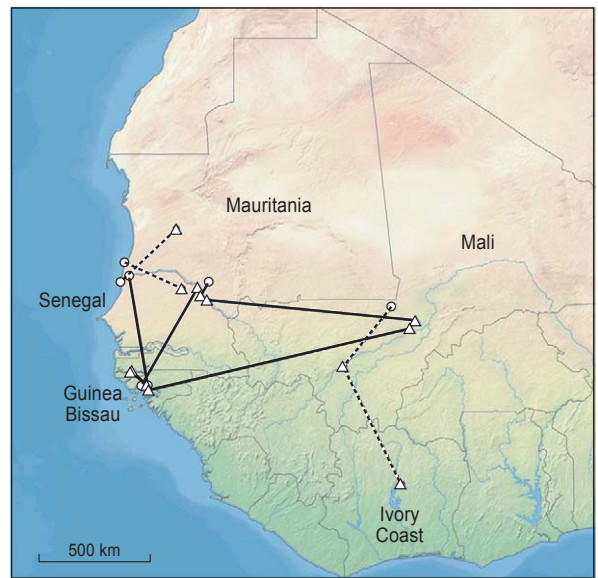 Mauritania
Mali
Senegal
Guinea
Bissau
Ivory
Coast
500 km